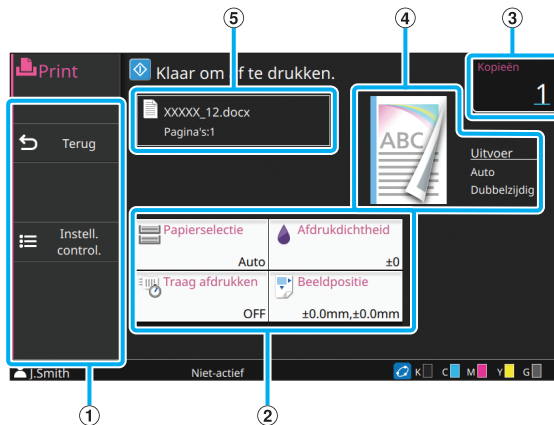 5
4
3
Print
Klaar om af te drukken.
Kopieën
1
XXXXX_12.docx
Pagina's:1
ABC
Uitvoer
Auto
Dubbelzijdig
Terug
Instell.
control.
Papierselectie
Auto
Afdrukdichtheid
±0
Traag afdrukken
OFF
Beeldpositie
±0.0mm,±0.0mm
J.Smith
Niet-actief
K C M Y G
1
2